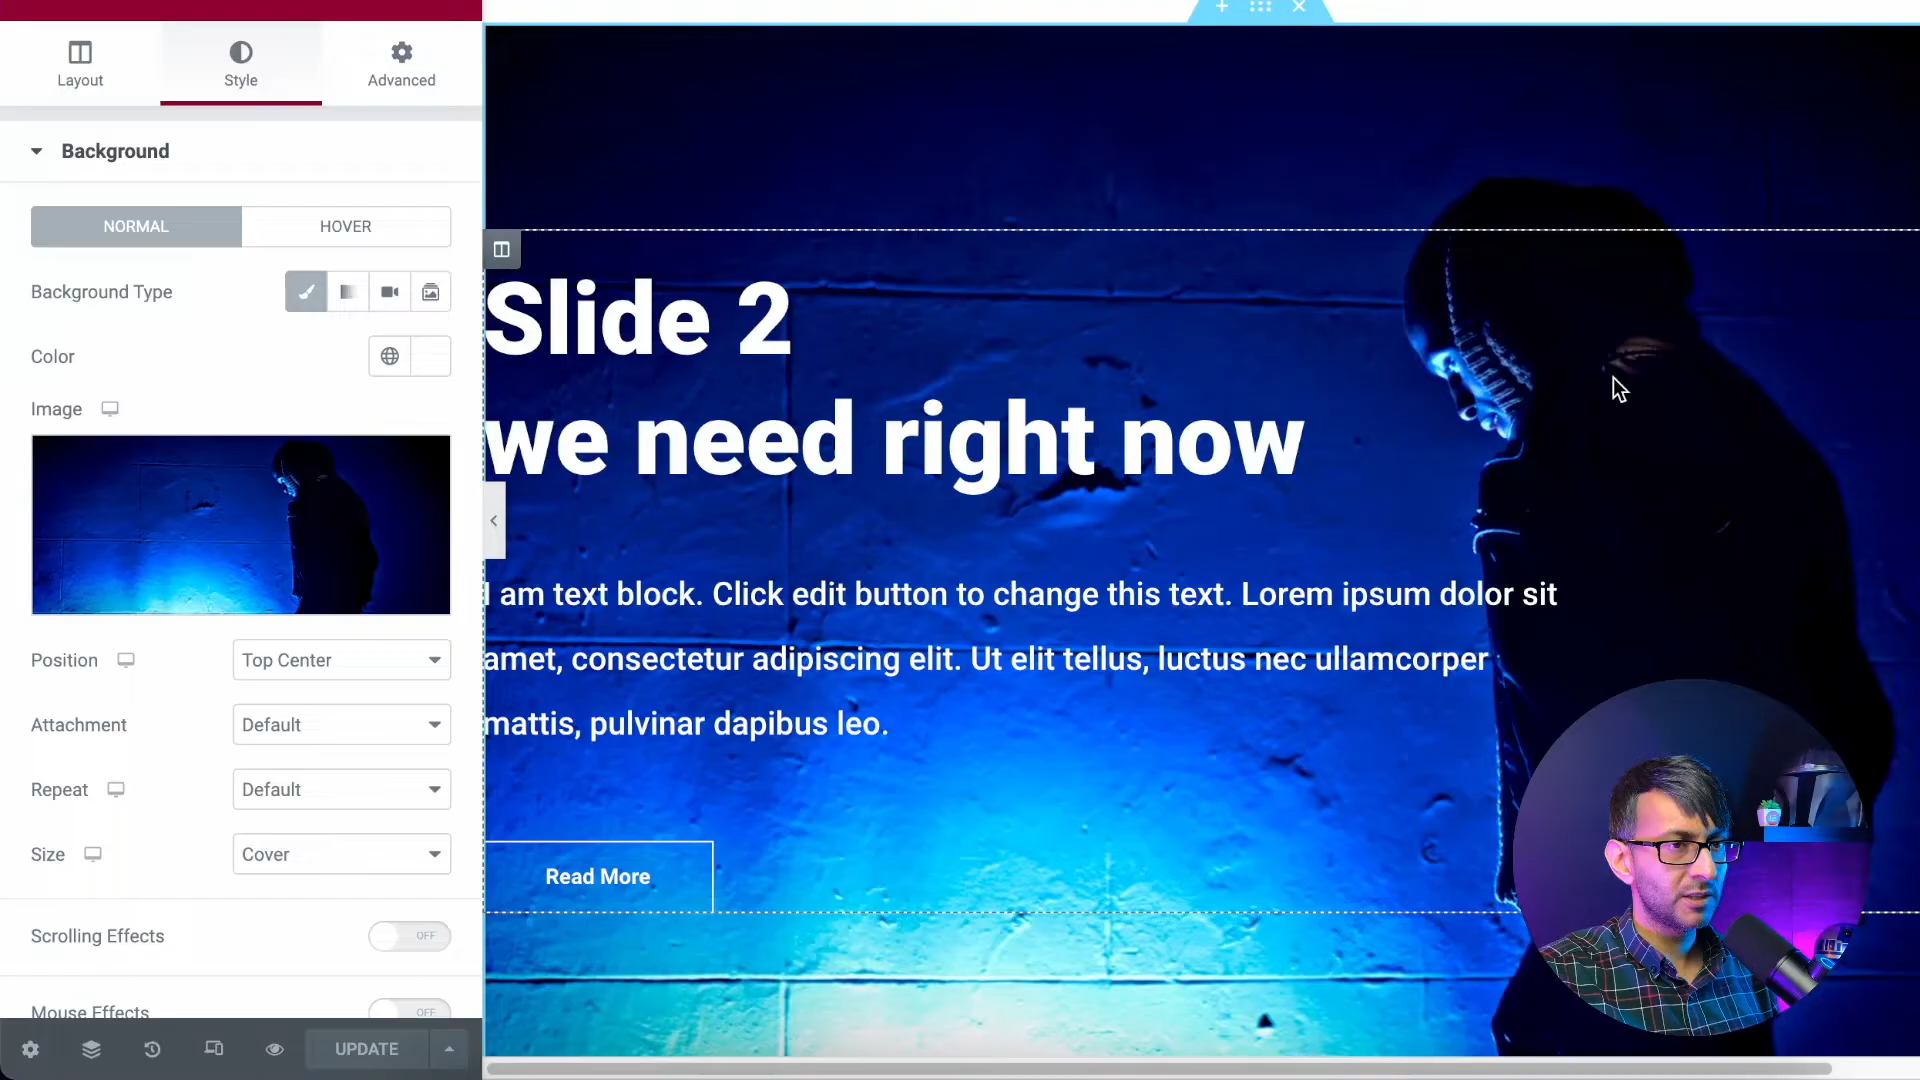 Layout
Style
Advanced
Background
NORMAL
HOVER
Background Type
Color
Image
Position
Top Center
Attachment
Default
Repeat
Default
Size
Cover
Scrolling Effects
OFF
Mouse Effects
OFF
UPDATE
Slide 2
we need right now
I am text block. Click edit button to change this text. Lorem ipsum dolor sit
amet, consectetur adipiscing elit. Ut elit tellus, luctus nec ullamcorper
mattis, pulvinar dapibus leo.
Read More